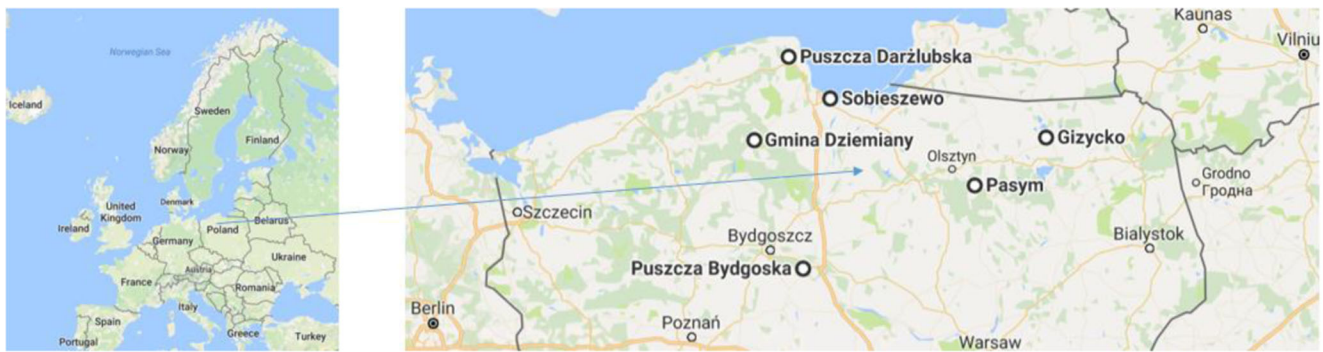 Norwegian Sea
Iceland
Sweden
Finland
Norway
United
Kingdom
Denmark
Ireland
Poland
Belarus
Germany
Ukraine
Austria
France
Romania
Italy
Spain
Greece
Turkey
Portugal
Kaunas
Vilniu
Puszcza Darżlubska
Sobieszewo
Gmina Dziemiany
Gizycko
Olsztyn
Pasym
Grodno
Гродна
Szczecin
Bydgoszcz
Bialystok
Puszcza Bydgoska
Berlin
Poznań
Warsaw